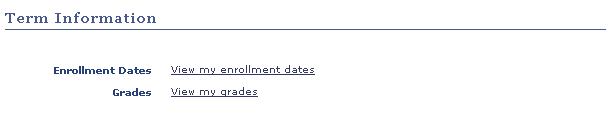 Term Information
Enrollment Dates View my enrollment dates
Grades View my grades